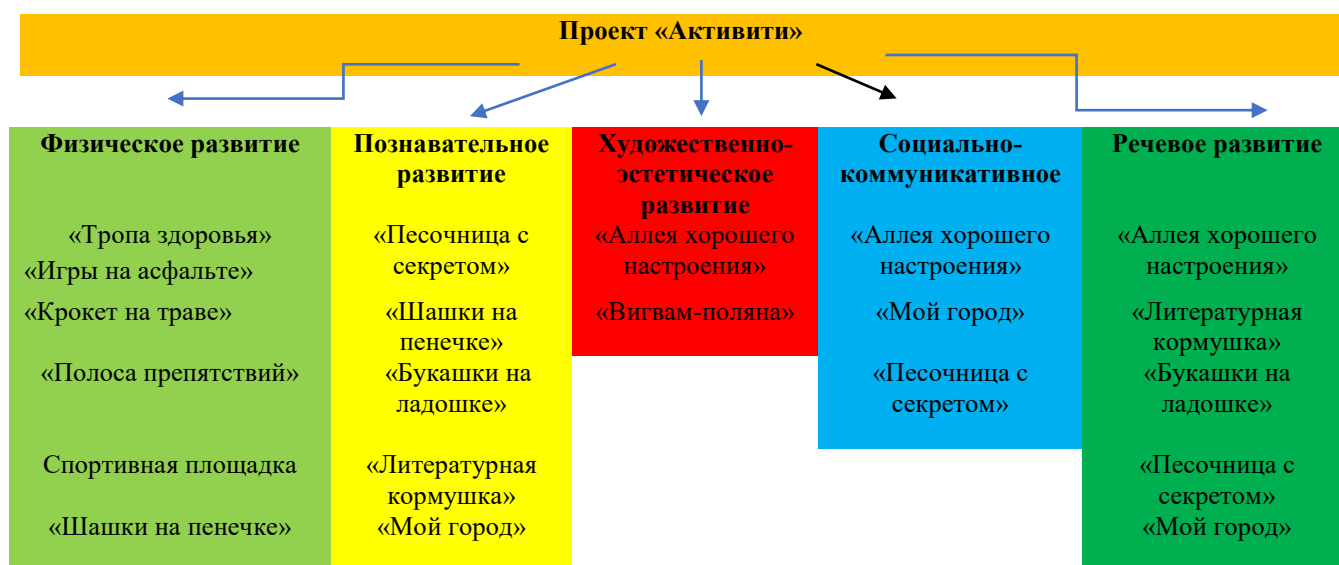 Проект «Активити»
Физическое развитие
«Тропа здоровья»
«Игры на асфальте»
«Крокет на траве»
«Полоса препятствий»
Спортивная площадка
«Шашки на пенечке»
Познавательное
развитие
«Песочница с
секретом»
«Шашки на
пенечке»
«Букашки на
ладошке»
«Литературная
кормушка»
«Мой город»
Художественно-
эстетическое
развитие
«Аллея хорошего
настроения»
«Вигвам-поляна»
Социально-
коммуникативное
«Аллея хорошего
настроения»
«Мой город»
«Песочница с
секретом»
Речевое развитие
«Аллея хорошего
настроения»
«Литературная
кормушка»
«Букашки на
ладошке»
«Песочница с
секретом»
«Мой город»